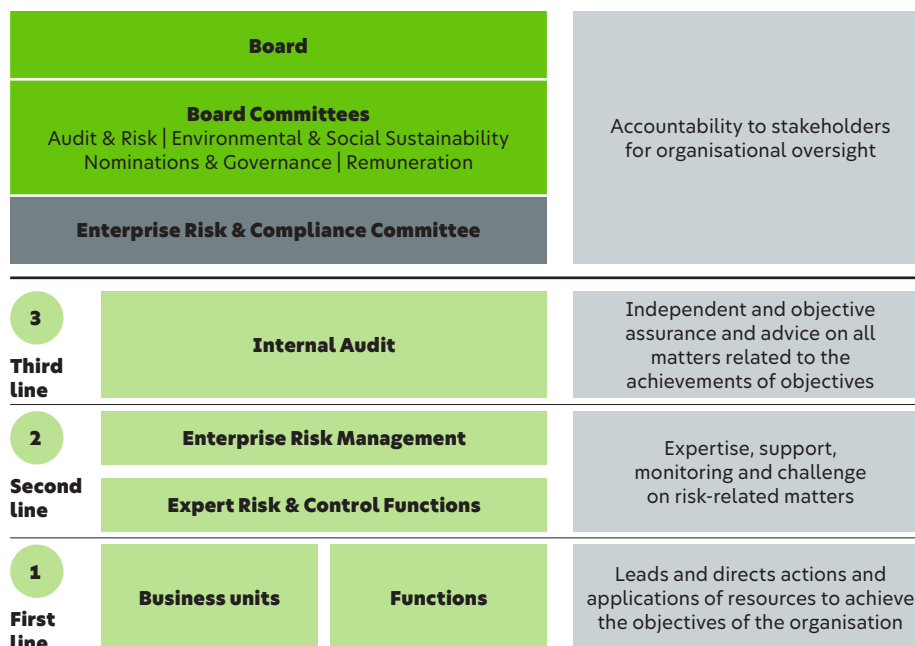 Board
Board Committees
Audit & Risk | Environmental & Social Sustainability
Nominations & Governance | Remuneration
Enterprise Risk & Compliance Committee
Accountability to stakeholders
for organisational oversight
3
Third
line
Internal Audit
Independent and objective
assurance and advice on all
matters related to the
achievements of objectives
2
Second
line
Enterprise Risk Management
Expert Risk & Control Functions
Expertise, support,
monitoring and challenge
on risk-related matters
1
First
line
Business units
Functions
Leads and directs actions and
applications of resources to achieve
the objectives of the organisation